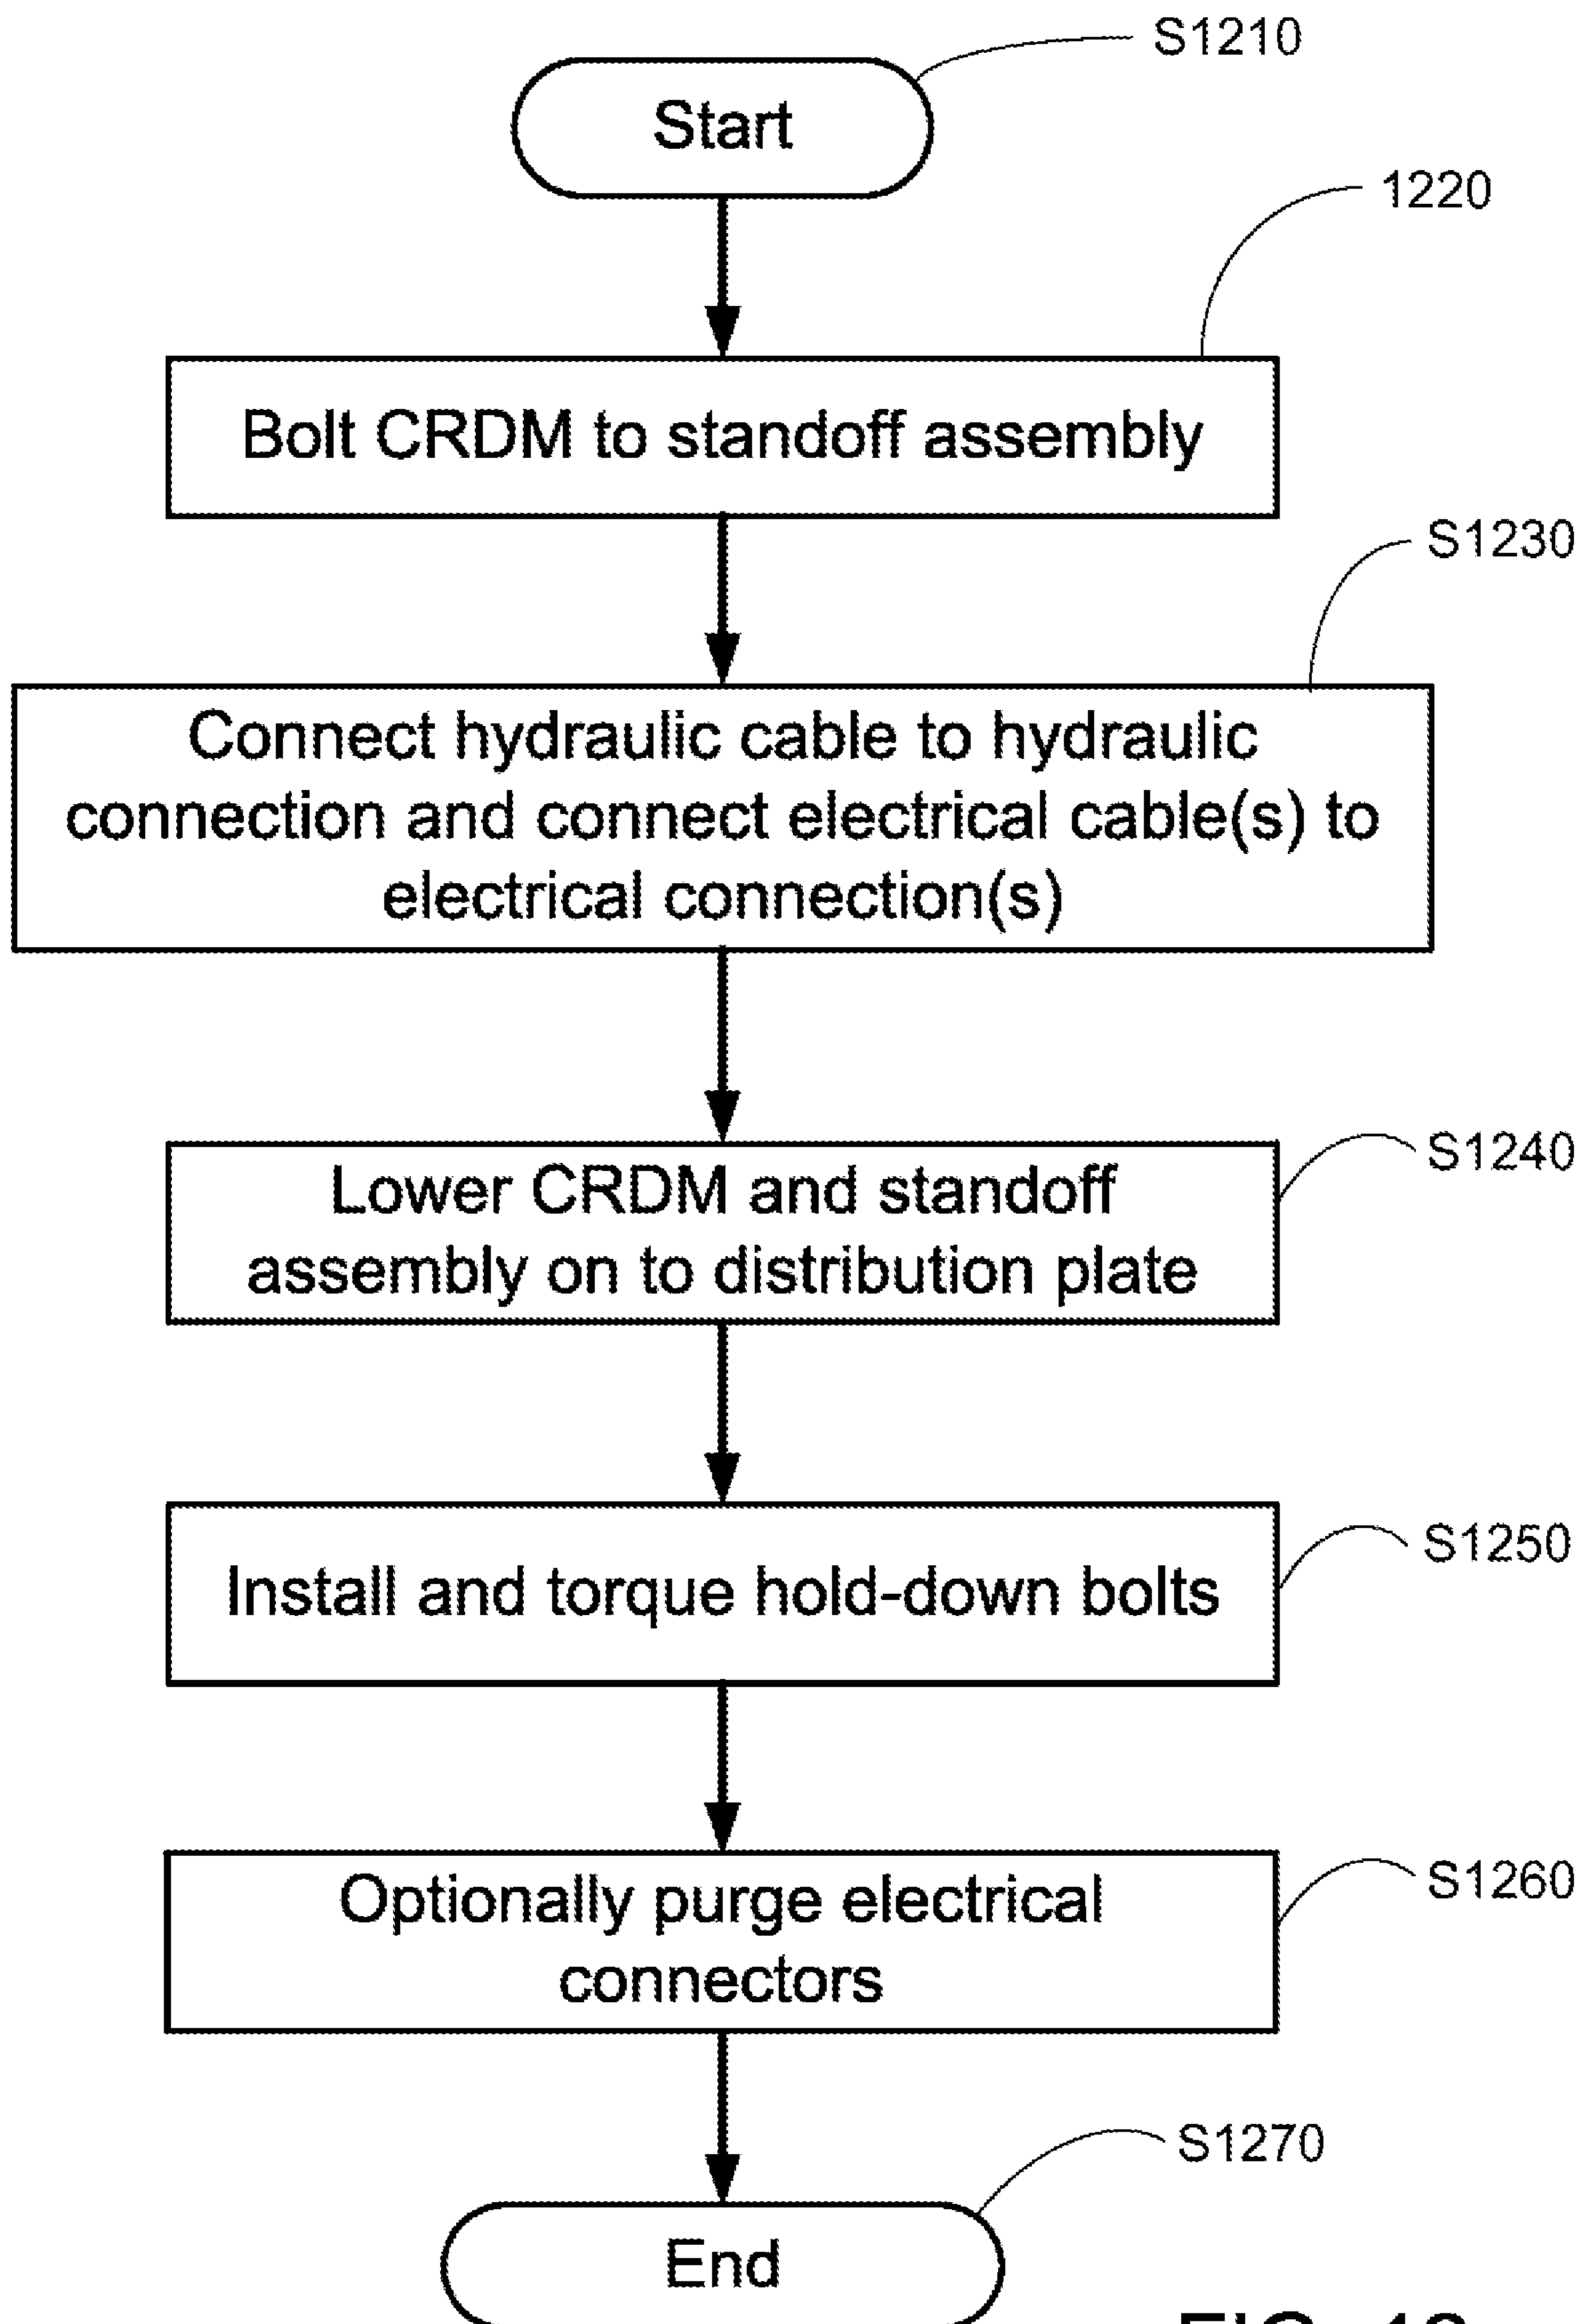 S1210
Start
1220
Bolt CRDM to standoff assembly
S1230
Connect hydraulic cable to hydraulic
connection and connect electrical cable(s) to
electrical connection(s)
S1240
Lower CRDM and standoff
assembly on to distribution plate
S1250
Install and torque hold-down bolts
S1260
Optionally purge electrical
connectors
S1270
End